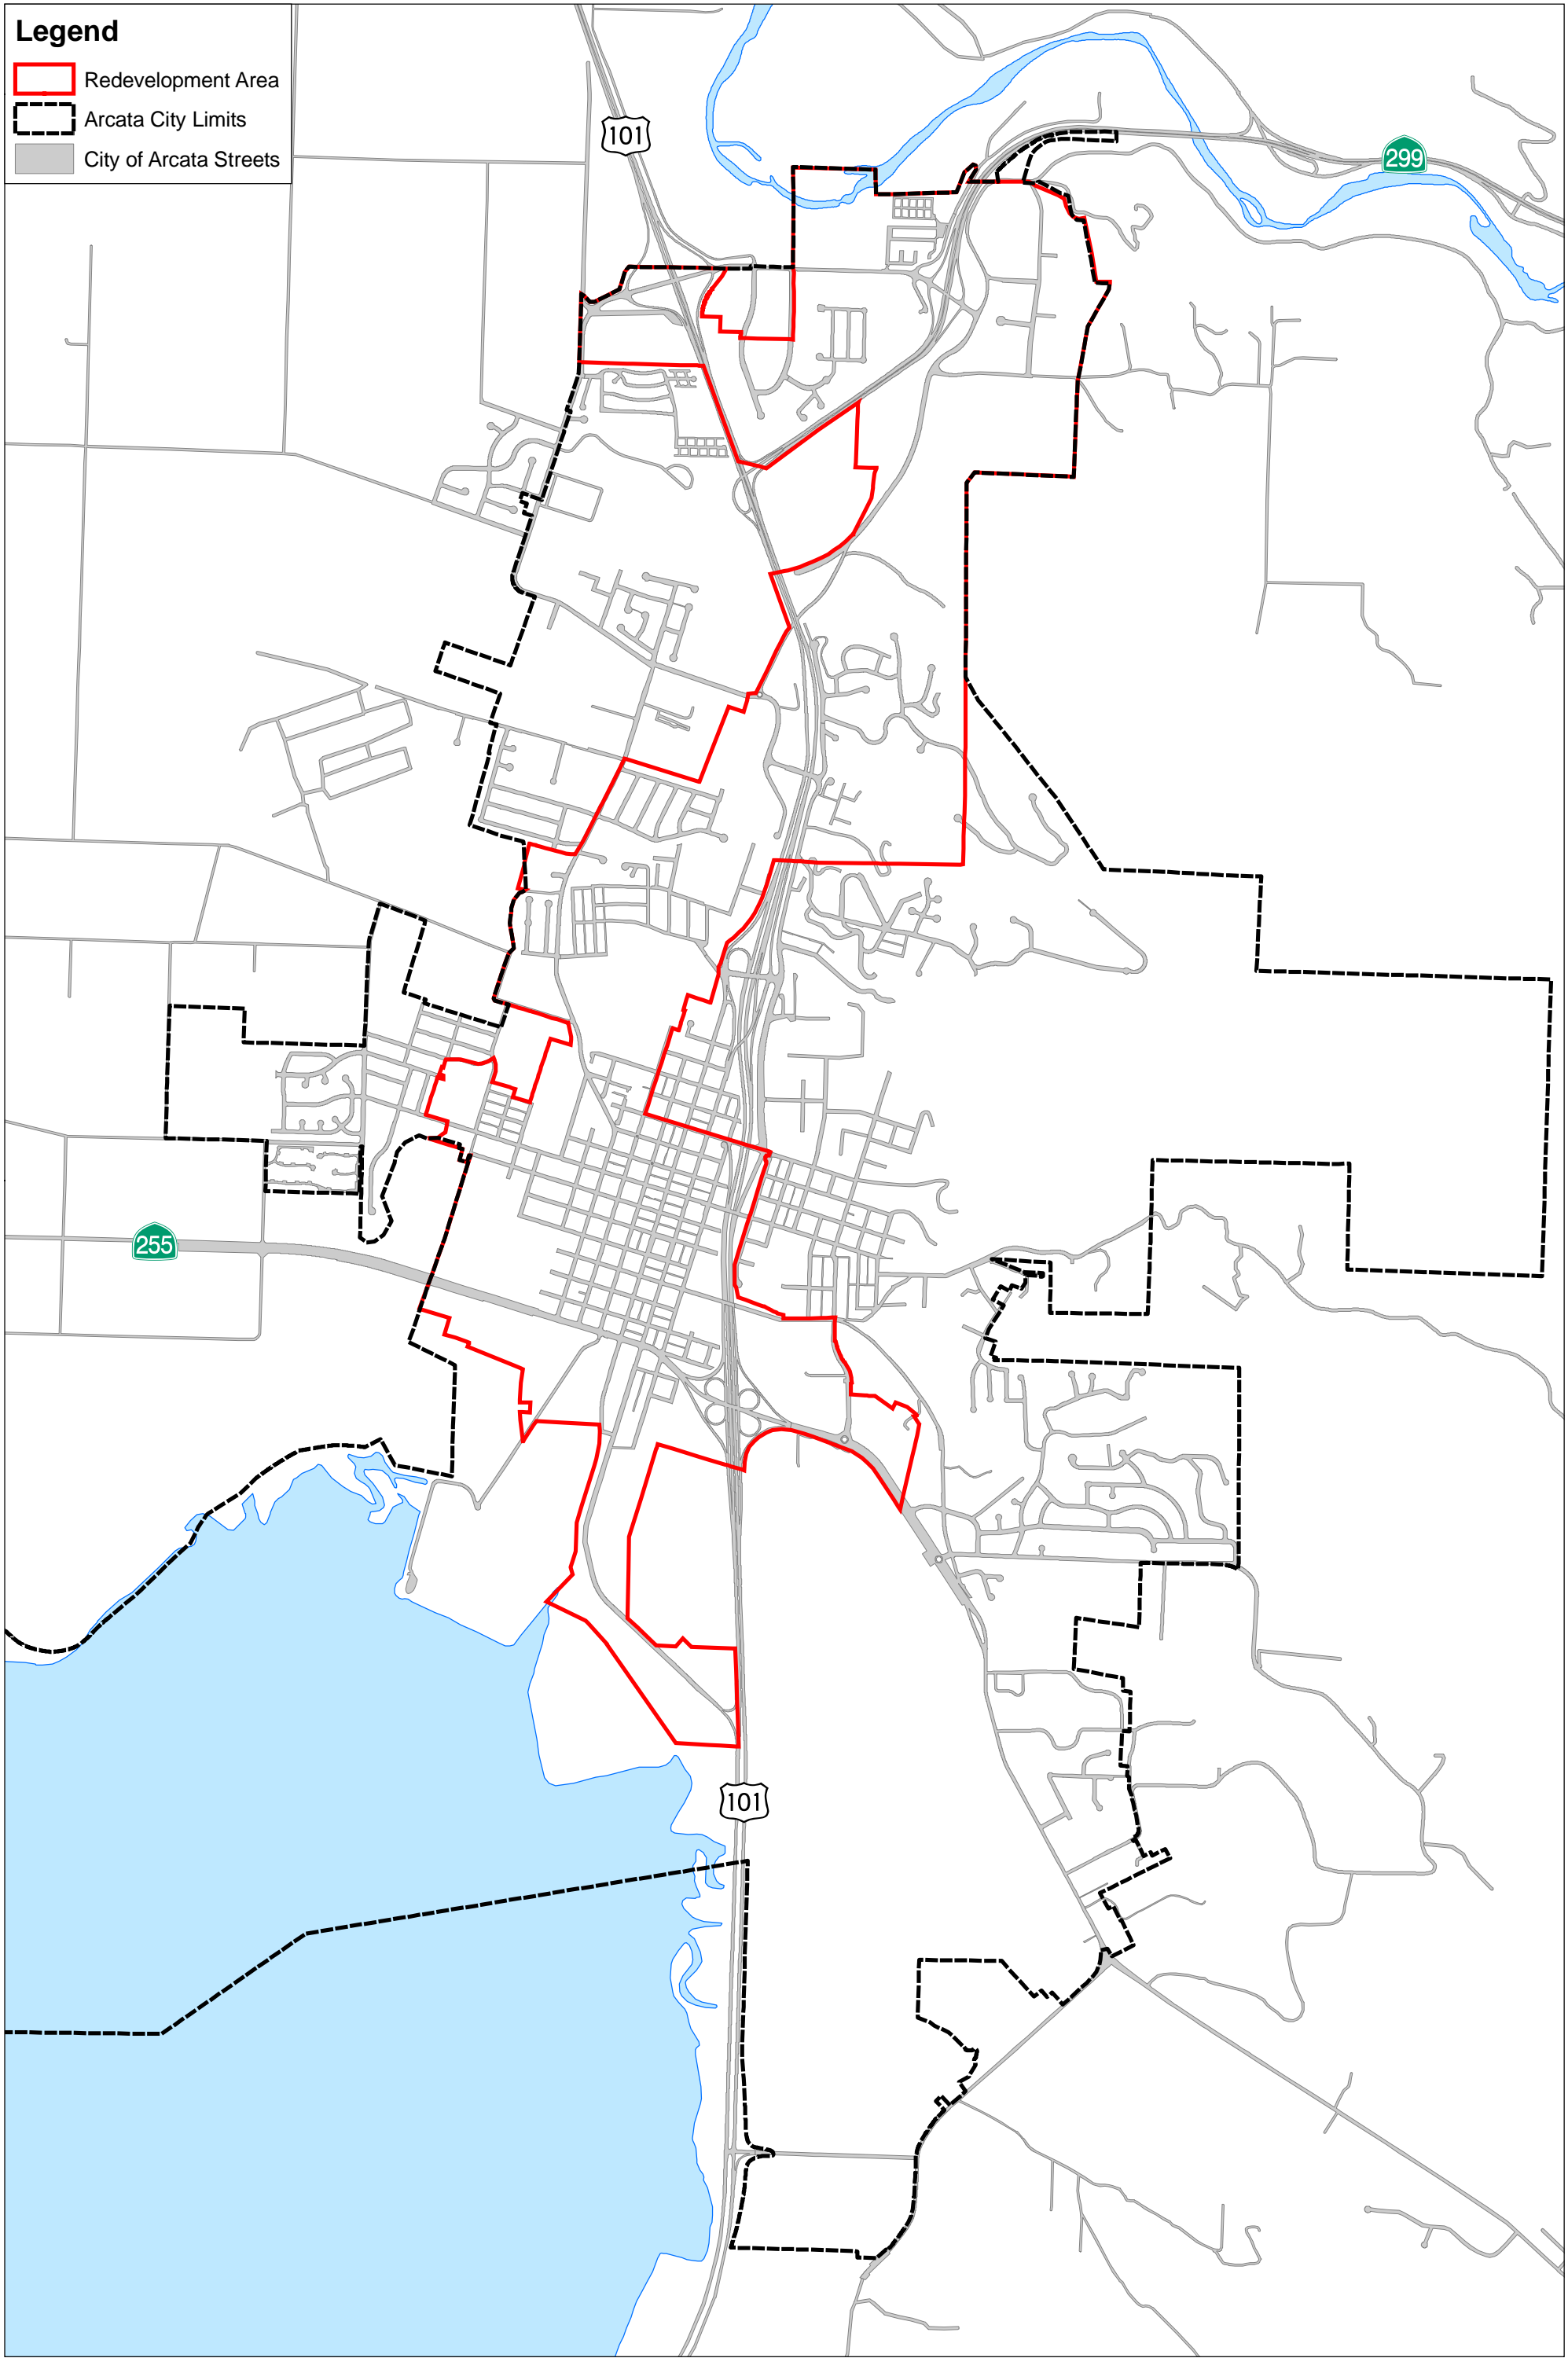 Legend
Redevelopment Area
Arcata City Limits
City of Arcata Streets
101
299
255
101